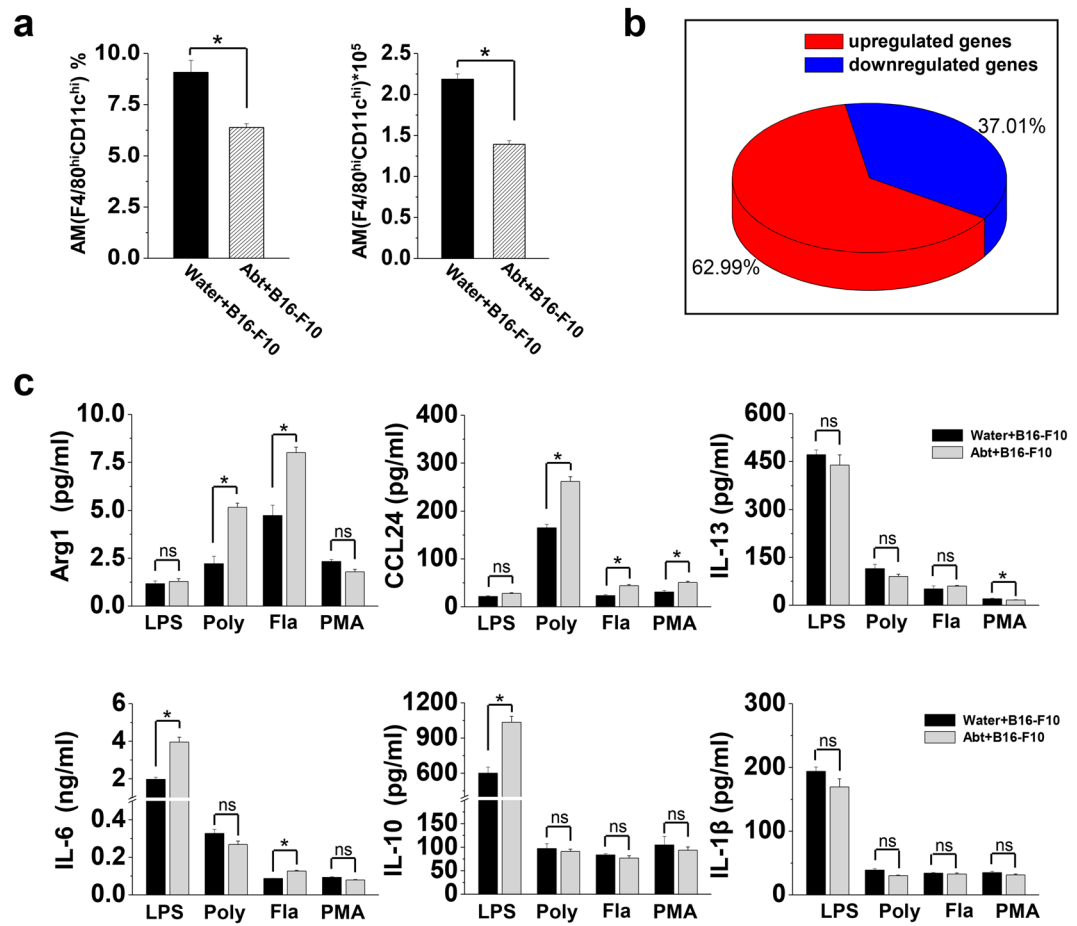 a
AM(F4/80hiCD11chi) %
10.0
7.5
5.0
2.5
0.0
*
Water+B16-F10
Abt+B16-F10
AM(F4/80hiCD11chi)*10⁵
2.5
2.0
1.5
1.0
0.5
0.0
*
Water+B16-F10
Abt+B16-F10
b
upregulated genes
downregulated genes
37.01%
62.99%
c
Arg1 (pg/ml)
10.0
7.5
5.0
2.5
0.0
ns
*
*
ns
LPS Poly Fla PMA
CCL24 (pg/ml)
400
300
200
100
0
ns
*
*
*
LPS Poly Fla PMA
IL-13 (pg/ml)
600
450
300
150
0
ns
ns
ns
*
LPS Poly Fla PMA
Water+B16-F10
Abt+B16-F10
IL-6 (ng/ml)
6
4
2
0.4
0.2
0.0
*
ns
*
ns
LPS Poly Fla PMA
IL-10 (pg/ml)
1200
900
600
150
100
50
0
*
ns
ns
ns
LPS Poly Fla PMA
IL-1β (pg/ml)
300
200
100
0
ns
ns
ns
ns
LPS Poly Fla PMA
Water+B16-F10
Abt+B16-F10